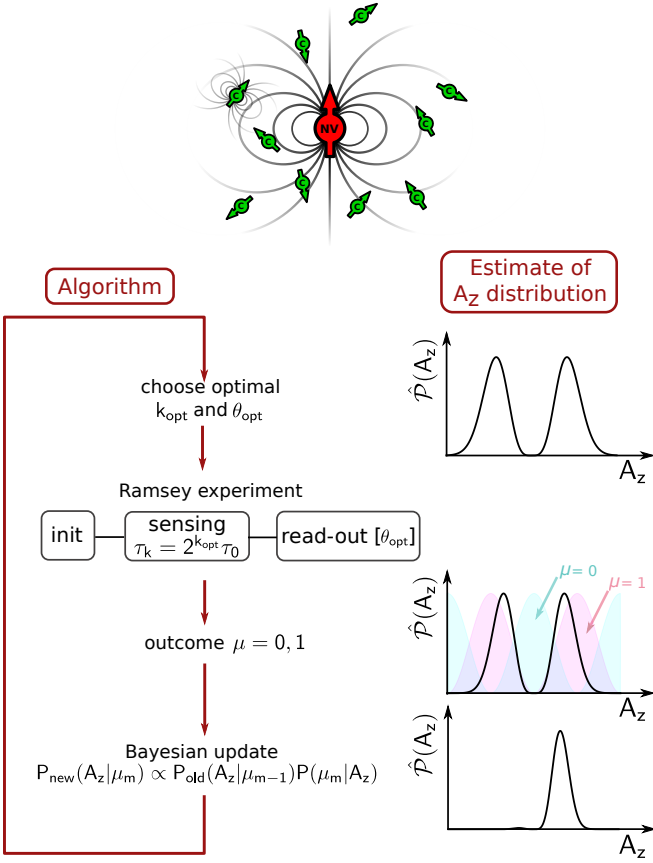 C
C
C
C
NV
C
C
C
C
C
C
Algorithm
Estimate of
A_Z distribution
choose optimal
k_opt and θ_opt
P̂(A_z)
A_z
Ramsey experiment
init
sensing
τ_k = 2^{k_opt} τ_0
read-out [θ_opt]
μ = 0
μ = 1
P̂(A_z)
A_z
outcome μ = 0, 1
P̂(A_z)
A_z
Bayesian update
P_new(A_z|μ_m) ∝ P_old(A_z|μ_{m−1})P(μ_m|A_z)